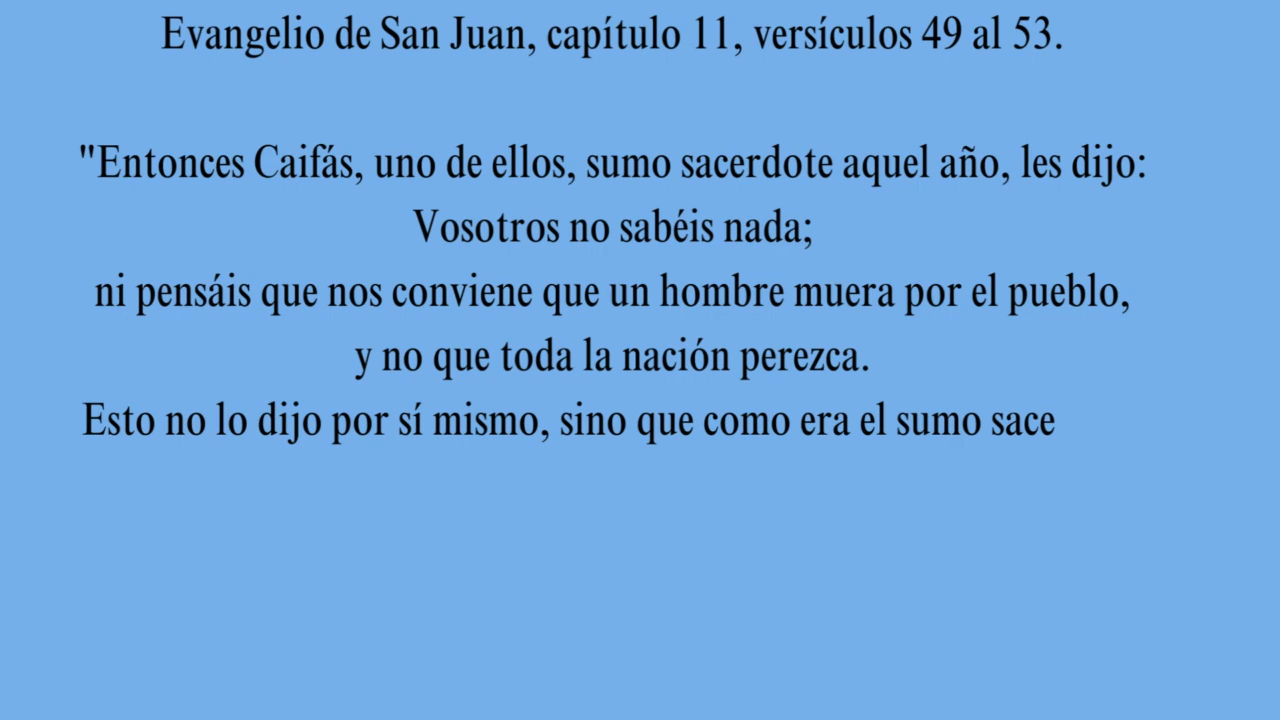 Evangelio de San Juan, capítulo 11, versículos 49 al 53.
"Entonces Caifás, uno de ellos, sumo sacerdote aquel año, les dijo:
Vosotros no sabéis nada;
ni pensáis que nos conviene que un hombre muera por el pueblo,
y no que toda la nación perezca.
Esto no lo dijo por sí mismo, sino que como era el sumo sace